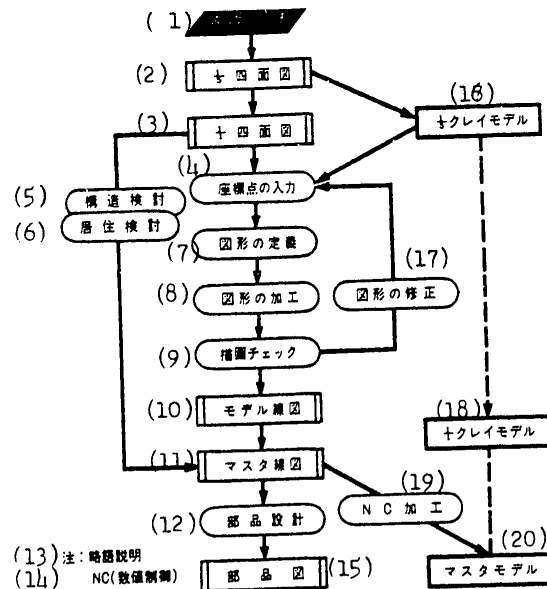 (1)
(2) 1/5 四面図
(3) 1/1 四面図
(16)
1/5クレイモデル
(4)
座標点の入力
(5) 構造検討
(6) 居住検討
(7) 図形の定義
(17)
図形の修正
(8) 図形の加工
(9) 描画チェック
(10) モデル線図
(18)
1/1クレイモデル
(11) マスタ線図
(19)
NC加工
(12) 部品設計
(20)
マスタモデル
(13) 注:略語説明
(14) NC(数値制御)
部品図 (15)